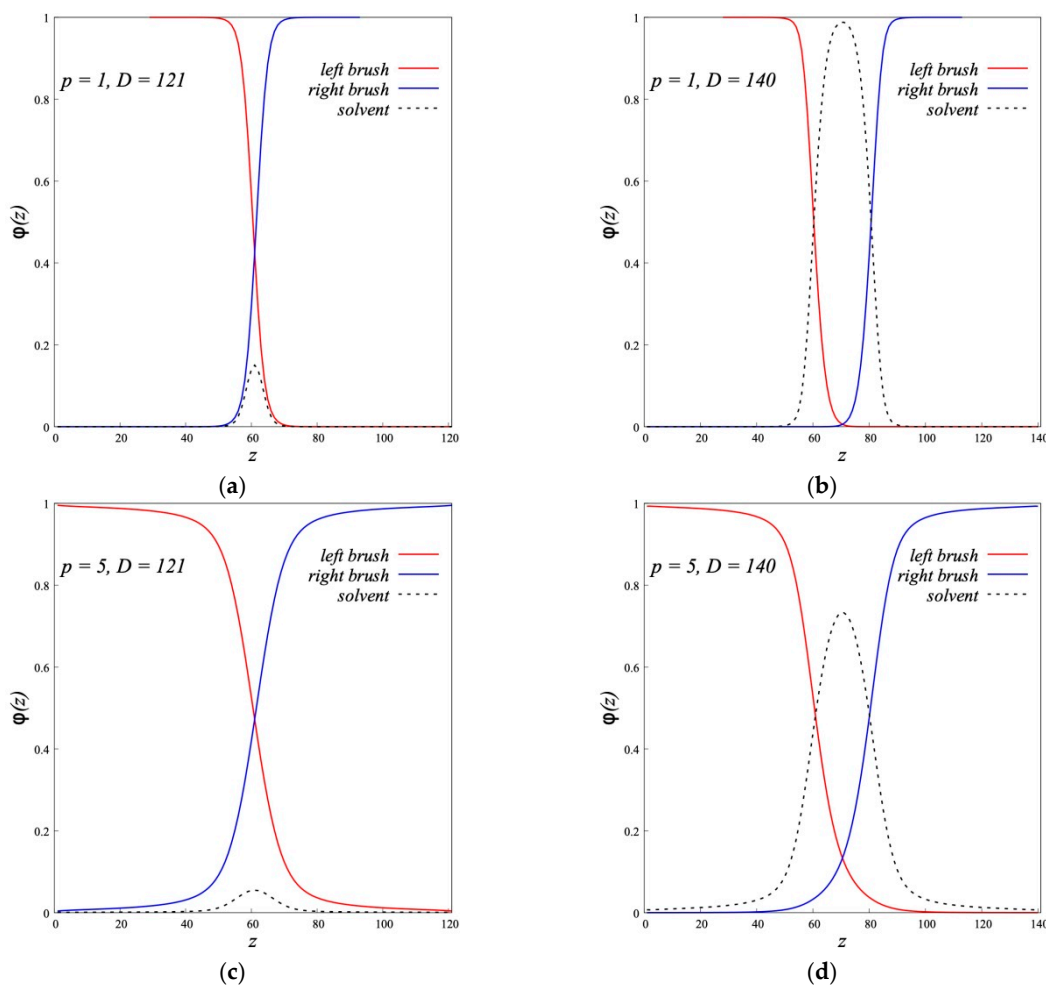 p = 1, D = 121
left brush
right brush
solvent
φ(z)
1
0.8
0.6
0.4
0.2
0
0 20 40 60 80 100 120
z
(a)
p = 1, D = 140
left brush
right brush
solvent
φ(z)
1
0.8
0.6
0.4
0.2
0
0 20 40 60 80 100 120 140
z
(b)
p = 5, D = 121
left brush
right brush
solvent
φ(z)
1
0.8
0.6
0.4
0.2
0
0 20 40 60 80 100 120
z
(c)
p = 5, D = 140
left brush
right brush
solvent
φ(z)
1
0.8
0.6
0.4
0.2
0
0 20 40 60 80 100 120 140
z
(d)